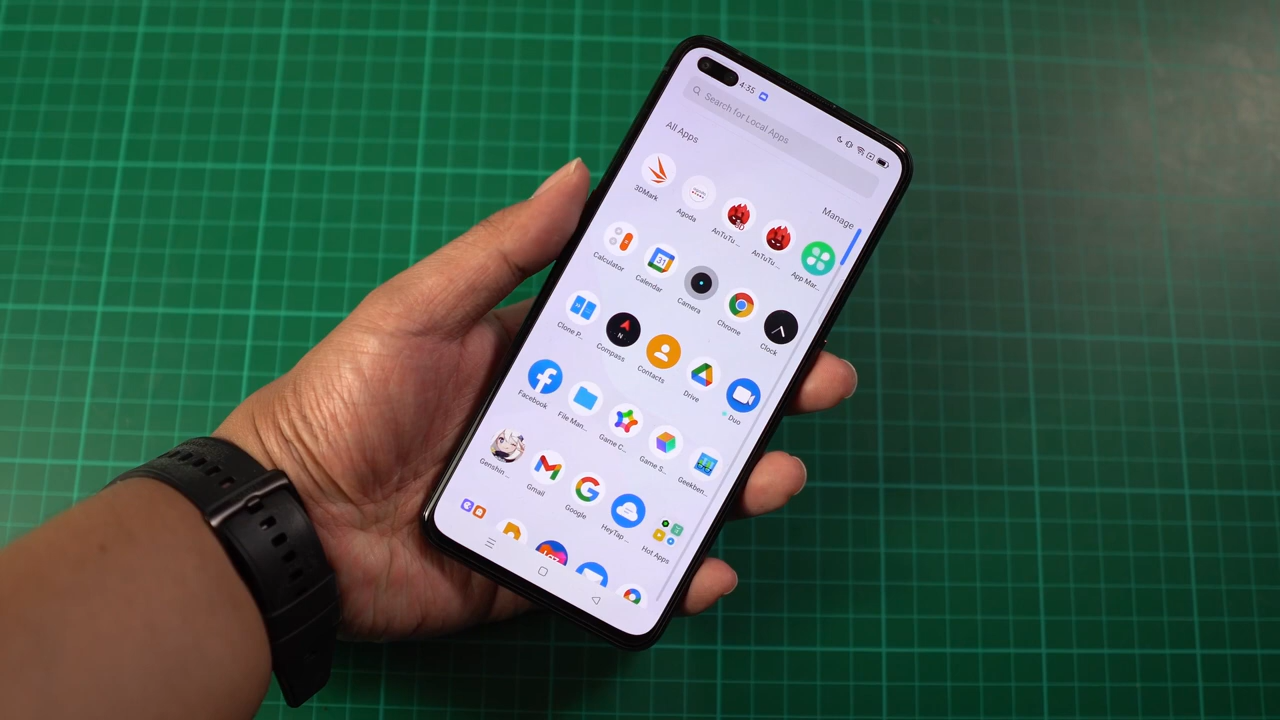 4:35
Search for Local Apps
All Apps
Manage
3DMark
Agoda
AnTuTu ...
AnTuTu ...
App Mar...
Calculator
31
Calendar
Camera
Chrome
Clock
Clone P...
N
Compass
Contacts
Drive
Duo
Facebook
File Man...
Game C...
Game S...
Geekben...
Genshin ...
Gmail
Google
HeyTap ...
Hot Apps